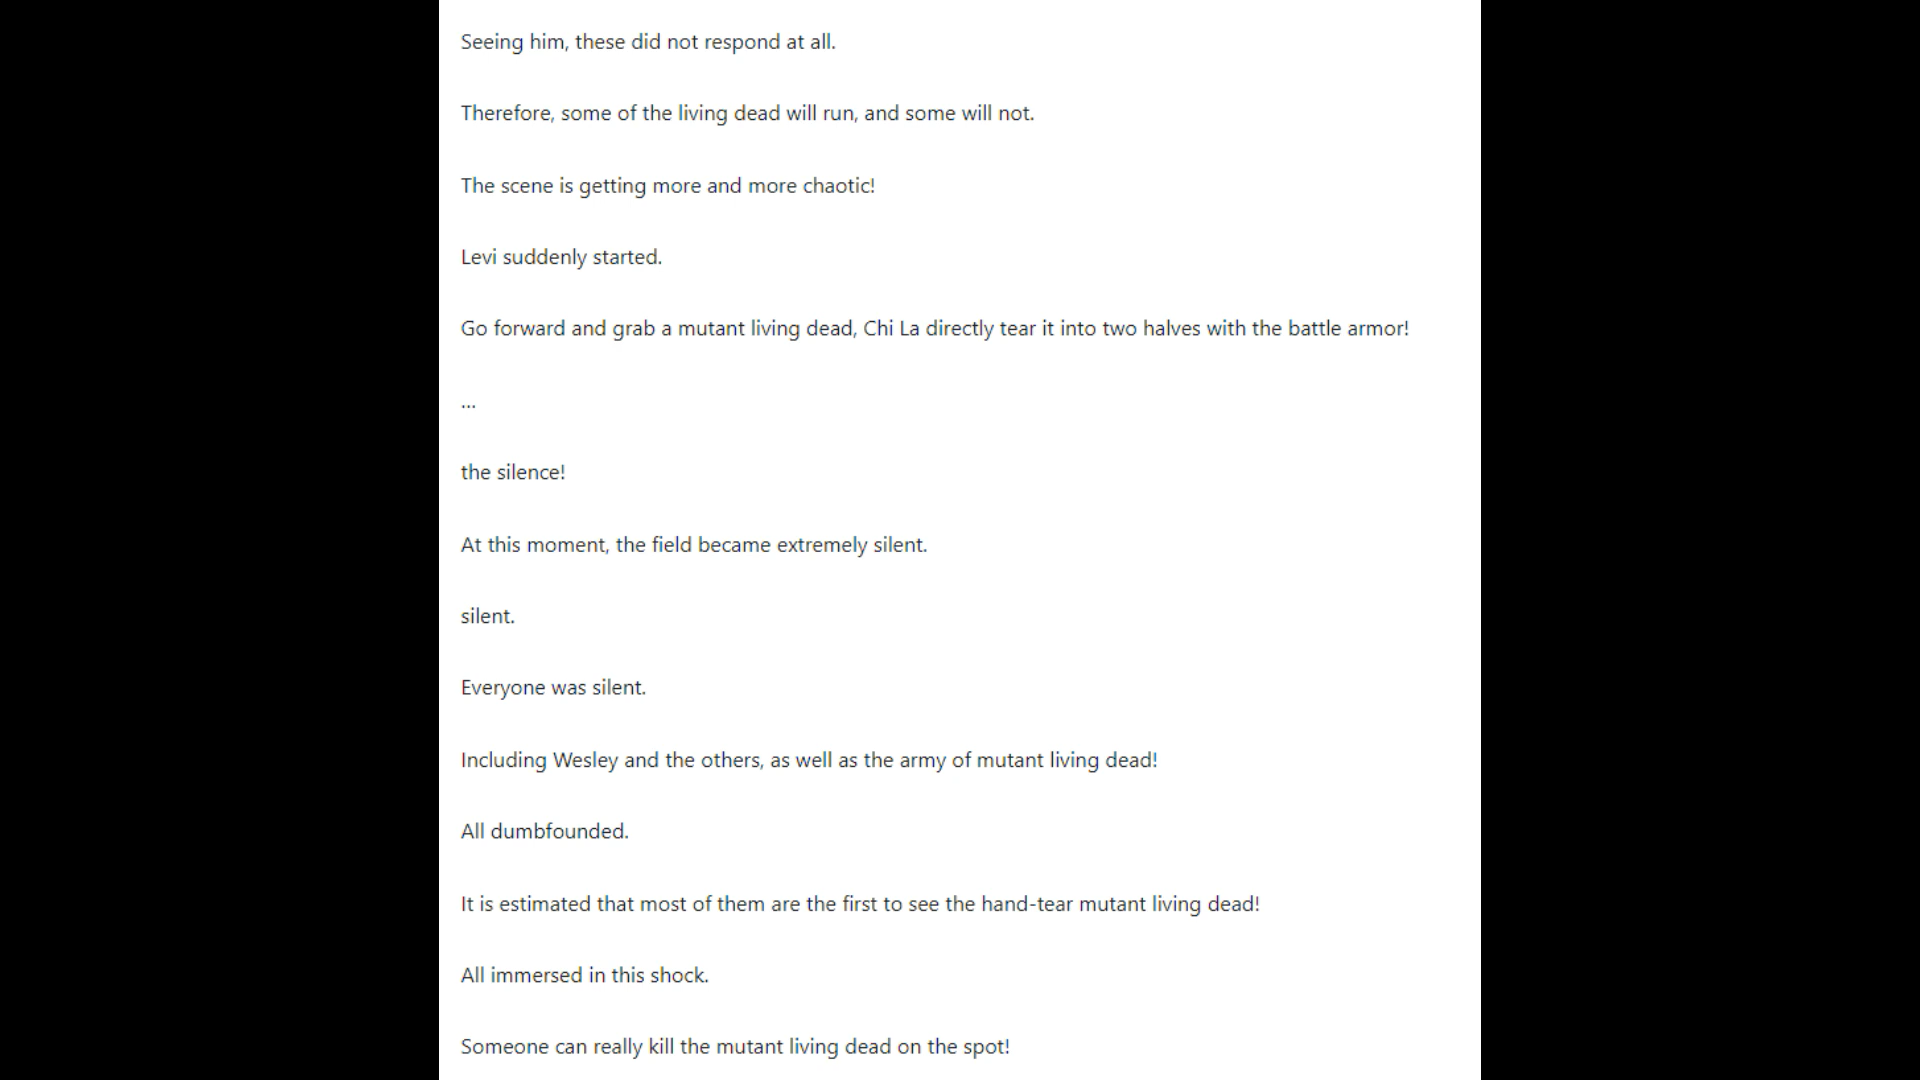 Seeing him, these did not respond at all.
Therefore, some of the living dead will run, and some will not.
The scene is getting more and more chaotic!
Levi suddenly started.
Go forward and grab a mutant living dead, Chi La directly tear it into two halves with the battle armor!
...
the silence!
At this moment, the field became extremely silent.
silent.
Everyone was silent.
Including Wesley and the others, as well as the army of mutant living dead!
All dumbfounded.
It is estimated that most of them are the first to see the hand-tear mutant living dead!
All immersed in this shock.
Someone can really kill the mutant living dead on the spot!